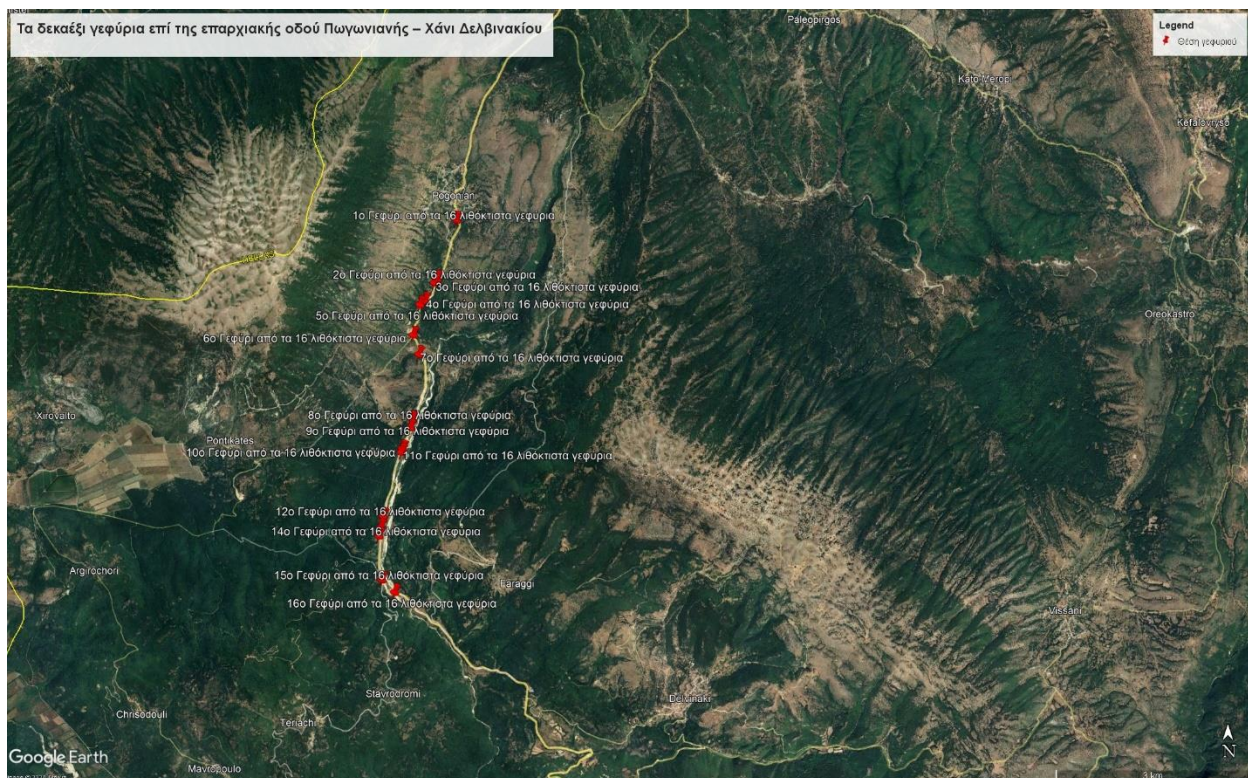 Τα δεκαέξι γεφύρια επί της επαρχιακής οδού Πωγωνιανής – Χάνι Δελβινακίου
Legend
Θέση γεφυριού
Paleopirgos
Kato Meropi
Kefalovryso
Pogoniani
1ο Γεφύρι από τα 16 λιθόκτιστα γεφύρια
2ο Γεφύρι από τα 16 λιθόκτιστα γεφύρια
3ο Γεφύρι από τα 16 λιθόκτιστα γεφύρια
4ο Γεφύρι από τα 16 λιθόκτιστα γεφύρια
5ο Γεφύρι από τα 16 λιθόκτιστα γεφύρια
Oreokastro
6ο Γεφύρι από τα 16 λιθόκτιστα γεφύρια
7ο Γεφύρι από τα 16 λιθόκτιστα γεφύρια
Xirovalto
8ο Γεφύρι από τα 16 λιθόκτιστα γεφύρια
9ο Γεφύρι από τα 16 λιθόκτιστα γεφύρια
Pontikates
10ο Γεφύρι από τα 16 λιθόκτιστα γεφύρια
11ο Γεφύρι από τα 16 λιθόκτιστα γεφύρια
12ο Γεφύρι από τα 16 λιθόκτιστα γεφύρια
14ο Γεφύρι από τα 16 λιθόκτιστα γεφύρια
Argirochori
15ο Γεφύρι από τα 16 λιθόκτιστα γεφύρια
Faraggi
16ο Γεφύρι από τα 16 λιθόκτιστα γεφύρια
Vissani
Stavrodromi
Delvinaki
Chrisodouli
Teriachi
Mavropoulo
Google Earth
N
3 km